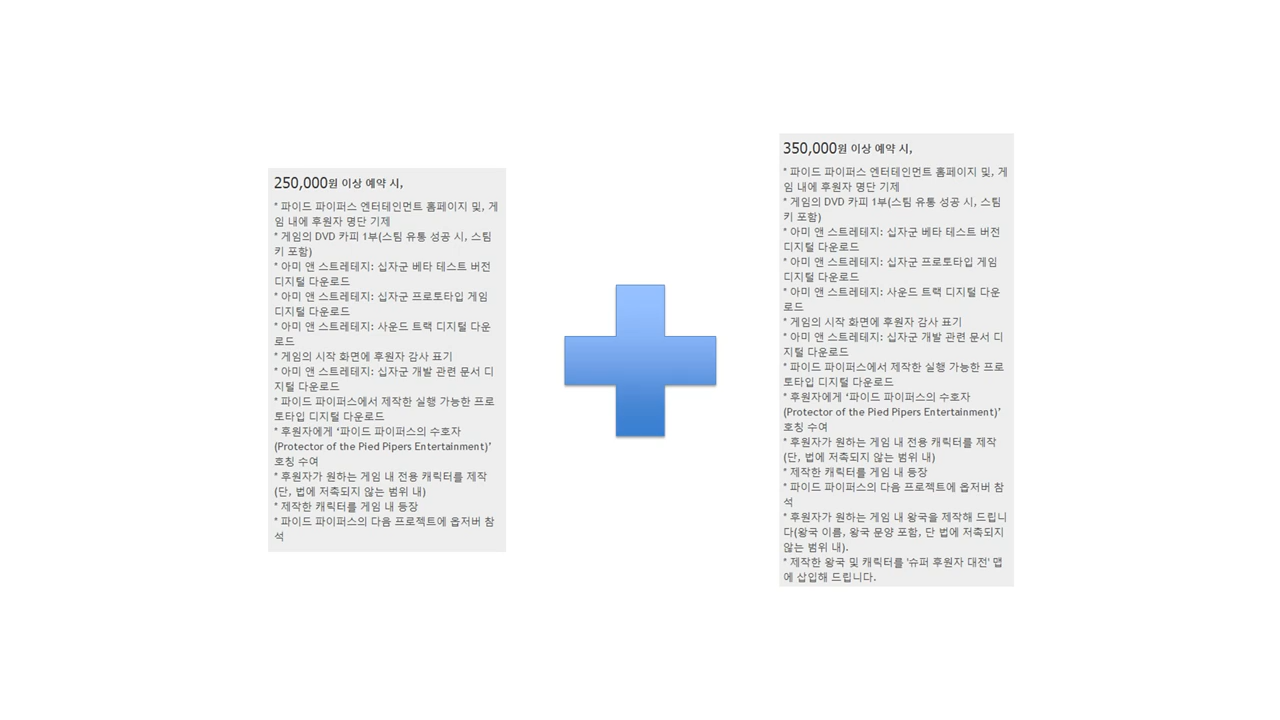 250,000원 이상 예약 시,
* 파이드 파이퍼스 엔터테인먼트 홈페이지 및, 게
임 내에 후원자 명단 기제
* 게임의 DVD 카피 1부(스팀 유통 성공 시, 스팀
키 포함)
* 아미 앤 스트레테지: 십자군 베타 테스트 버전
디지털 다운로드
* 아미 앤 스트레테지: 십자군 프로토타입 게임
디지털 다운로드
* 아미 앤 스트레테지: 사운드 트랙 디지털 다운
로드
* 게임의 시작 화면에 후원자 감사 표기
* 아미 앤 스트레테지: 십자군 개발 관련 문서 디
지털 다운로드
* 파이드 파이퍼스에서 제작한 실행 가능한 프로
토타입 디지털 다운로드
* 후원자에게 ‘파이드 파이퍼스의 수호자
(Protector of the Pied Pipers Entertainment)’
호칭 수여
* 후원자가 원하는 게임 내 전용 캐릭터를 제작
(단, 법에 저촉되지 않는 범위 내)
* 제작한 캐릭터를 게임 내 등장
* 파이드 파이퍼스의 다음 프로젝트에 옵저버 참
석
350,000원 이상 예약 시,
* 파이드 파이퍼스 엔터테인먼트 홈페이지 및, 게
임 내에 후원자 명단 기제
* 게임의 DVD 카피 1부(스팀 유통 성공 시, 스팀
키 포함)
* 아미 앤 스트레테지: 십자군 베타 테스트 버전
디지털 다운로드
* 아미 앤 스트레테지: 십자군 프로토타입 게임
디지털 다운로드
* 아미 앤 스트레테지: 사운드 트랙 디지털 다운
로드
* 게임의 시작 화면에 후원자 감사 표기
* 아미 앤 스트레테지: 십자군 개발 관련 문서 디
지털 다운로드
* 파이드 파이퍼스에서 제작한 실행 가능한 프로
토타입 디지털 다운로드
* 후원자에게 ‘파이드 파이퍼스의 수호자
(Protector of the Pied Pipers Entertainment)’
호칭 수여
* 후원자가 원하는 게임 내 전용 캐릭터를 제작
(단, 법에 저촉되지 않는 범위 내)
* 제작한 캐릭터를 게임 내 등장
* 파이드 파이퍼스의 다음 프로젝트에 옵저버 참
석
* 후원자가 원하는 게임 내 왕국을 제작해 드립니
다(왕국 이름, 왕국 문양 포함, 단 법에 저촉되지
않는 범위 내).
* 제작한 왕국 및 캐릭터를 '슈퍼 후원자 대전' 맵
에 삽입해 드립니다.